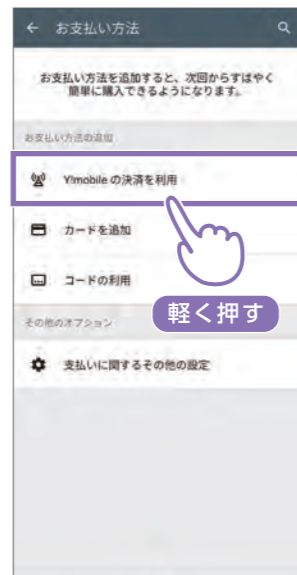 お支払い方法
お支払い方法を追加すると、次回からすばやく
簡単に購入できるようになります。
お支払い方法の追加
Y!mobile の決済を利用
カードを追加
コードの利用
軽く押す
その他のオプション
支払いに関するその他の設定